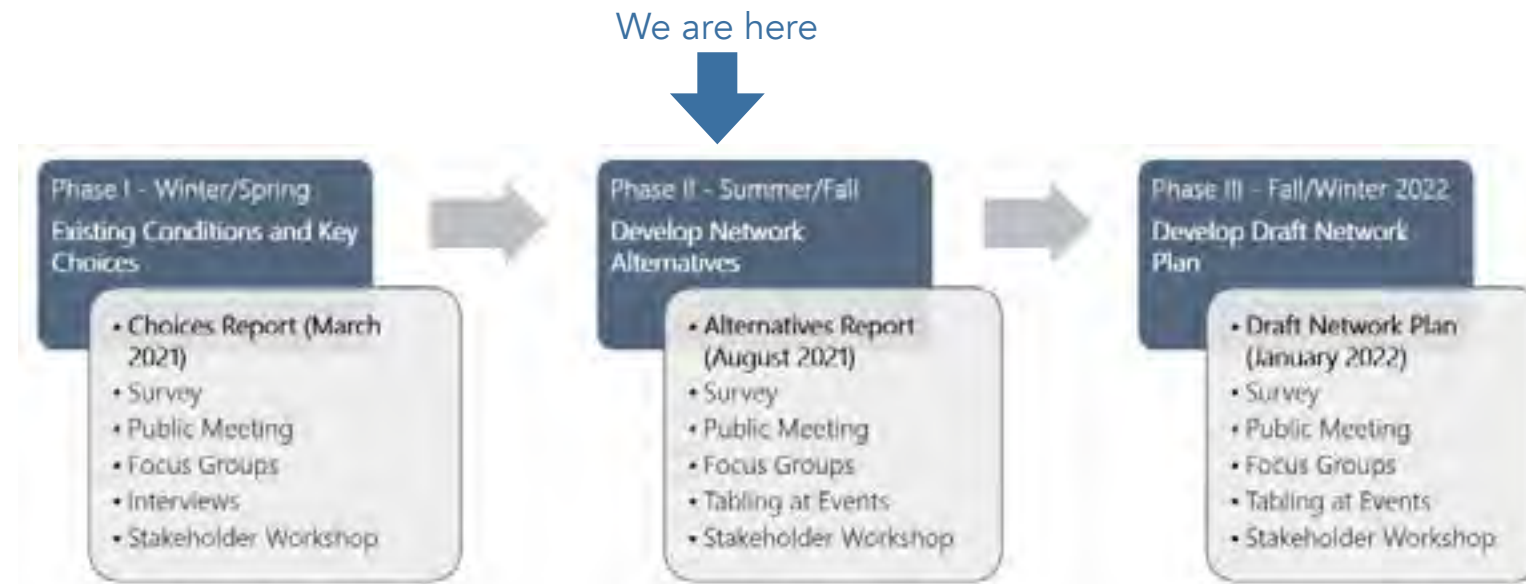 We are here
Phase I - Winter/Spring
Existing Conditions and Key
Choices
• Choices Report (March
2021)
• Survey
• Public Meeting
• Focus Groups
• Interviews
• Stakeholder Workshop
Phase II - Summer/Fall
Develop Network
Alternatives
• Alternatives Report
(August 2021)
• Survey
• Public Meeting
• Focus Groups
• Tabling at Events
• Stakeholder Workshop
Phase III - Fall/Winter 2022
Develop Draft Network
Plan
• Draft Network Plan
(January 2022)
• Survey
• Public Meeting
• Focus Groups
• Tabling at Events
• Stakeholder Workshop